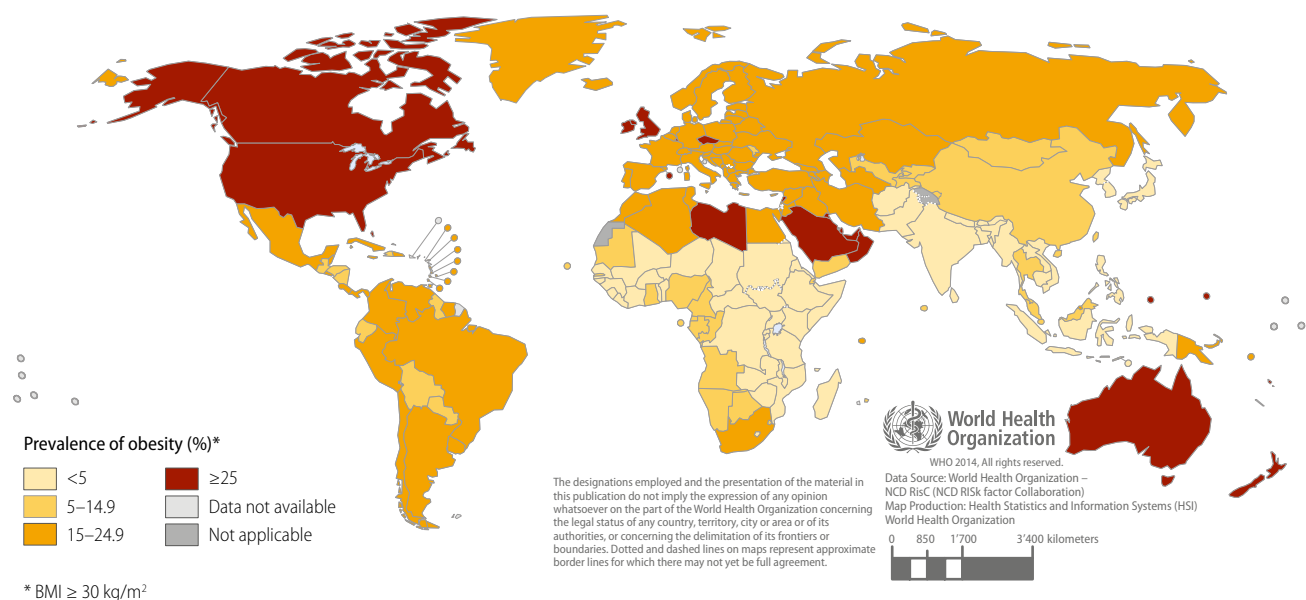 Prevalence of obesity (%)*
<5
5–14.9
15–24.9
≥25
Data not available
Not applicable
* BMI ≥ 30 kg/m²
The designations employed and the presentation of the material in
this publication do not imply the expression of any opinion
whatsoever on the part of the World Health Organization concerning
the legal status of any country, territory, city or area or of its
authorities, or concerning the delimitation of its frontiers or
boundaries. Dotted and dashed lines on maps represent approximate
border lines for which there may not yet be full agreement.
World Health
Organization
WHO 2014, All rights reserved.
Data Source: World Health Organization –
NCD RisC (NCD RISk factor Collaboration)
Map Production: Health Statistics and Information Systems (HSI)
World Health Organization
0 850 1'700 3'400 kilometers